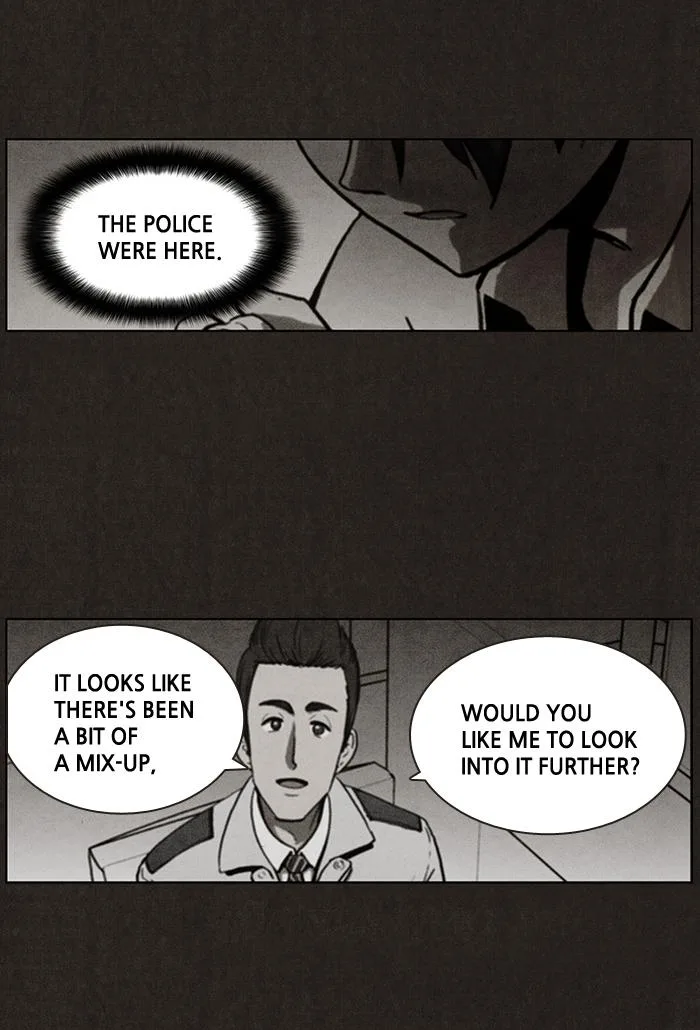 THE POLICE
WERE HERE.
IT LOOKS LIKE
THERE'S BEEN
A BIT OF
A MIX-UP,
WOULD YOU
LIKE ME TO LOOK
INTO IT FURTHER?